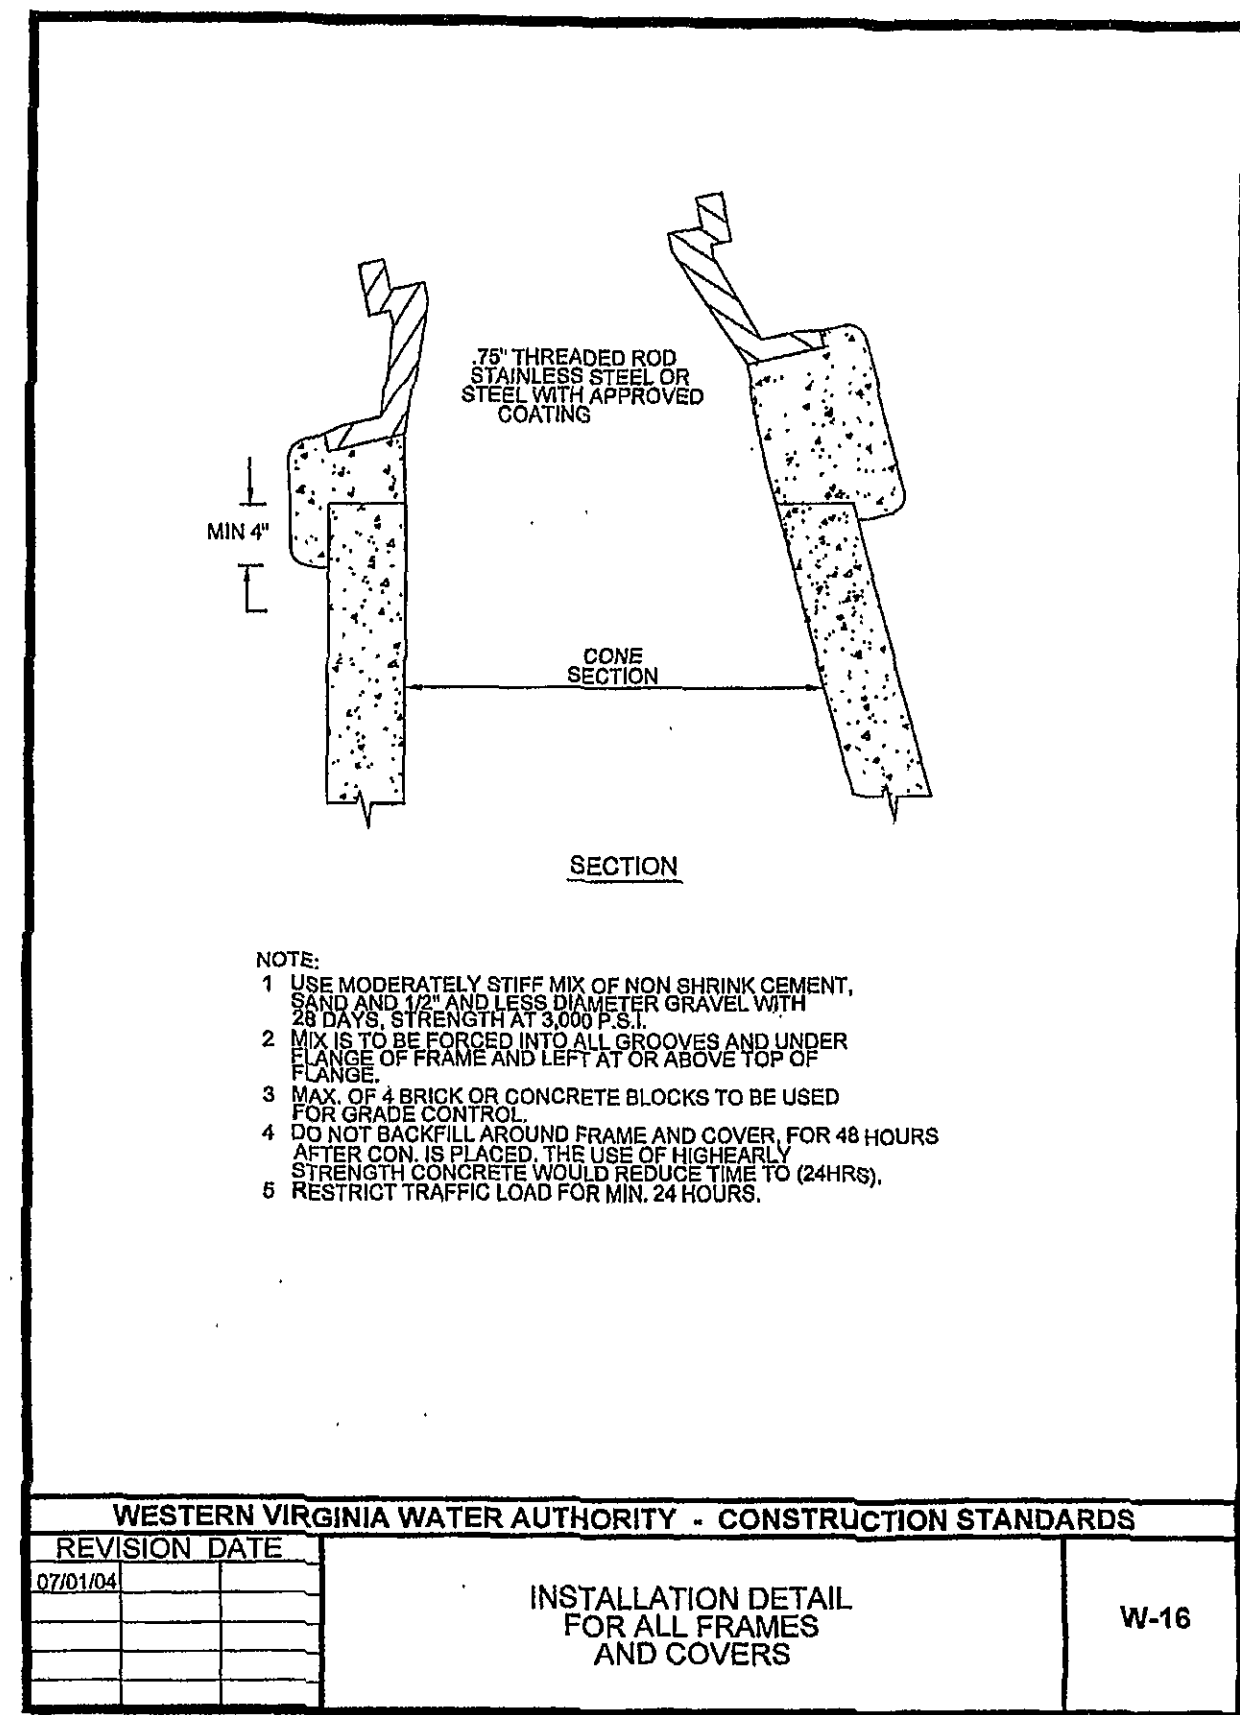 .75" THREADED ROD
STAINLESS STEEL OR
STEEL WITH APPROVED
COATING
MIN 4"
CONE
SECTION
SECTION
NOTE:
1 USE MODERATELY STIFF MIX OF NON SHRINK CEMENT,
SAND AND 1/2" AND LESS DIAMETER GRAVEL WITH
28 DAYS, STRENGTH AT 3,000 P.S.I.
2 MIX IS TO BE FORCED INTO ALL GROOVES AND UNDER
FLANGE OF FRAME AND LEFT AT OR ABOVE TOP OF
FLANGE.
3 MAX. OF 4 BRICK OR CONCRETE BLOCKS TO BE USED
FOR GRADE CONTROL.
4 DO NOT BACKFILL AROUND FRAME AND COVER, FOR 48 HOURS
AFTER CON. IS PLACED. THE USE OF HIGHEARLY
STRENGTH CONCRETE WOULD REDUCE TIME TO (24HRS),
5 RESTRICT TRAFFIC LOAD FOR MIN. 24 HOURS.
WESTERN VIRGINIA WATER AUTHORITY - CONSTRUCTION STANDARDS
REVISION DATE
07/01/04
INSTALLATION DETAIL
FOR ALL FRAMES
AND COVERS
W-16